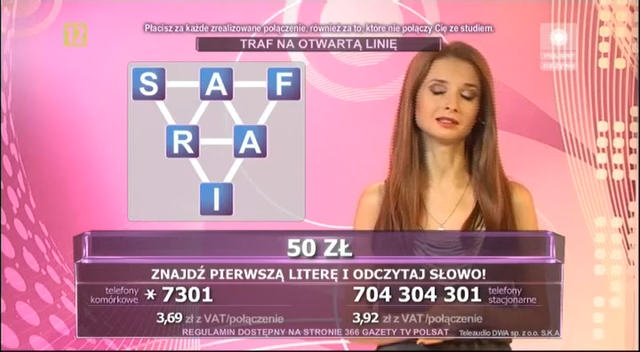 Płacisz za każde zrealizowane połączenie, również za to, które nie połączy Cię ze studiem.
12
TRAF NA OTWARTĄ LINIĘ
S A F
R A
I
50 ZŁ
ZNAJDŹ PIERWSZĄ LITERĘ I ODCZYTAJ SŁOWO!
telefony komórkowe * 7301 704 304 301 telefony stacjonarne
3,69 zł z VAT/połączenie 3,92 zł z VAT/połączenie
REGULAMIN DOSTĘPNY NA STRONIE 366 GAZETY TV POLSAT Teleaudio DWA sp. z o.o. S.K.A